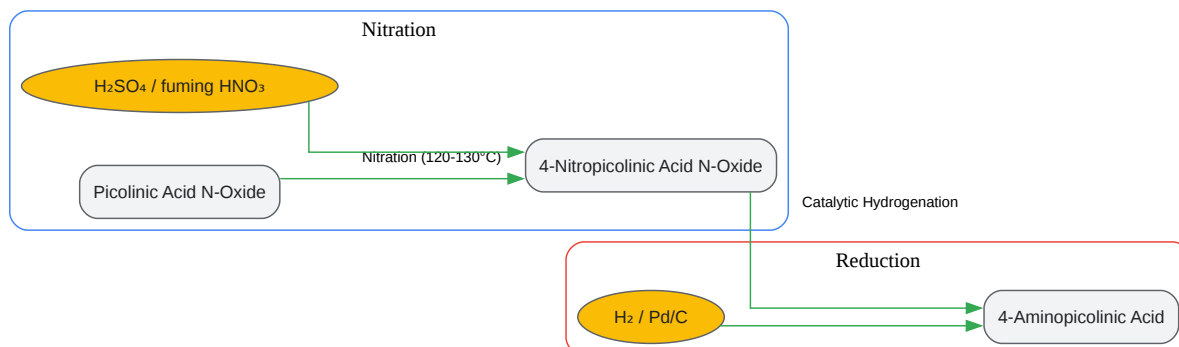 Nitration
H₂SO₄ / fuming HNO₃
Nitration (120-130°C)
4-Nitropicolinic Acid N-Oxide
Picolinic Acid N-Oxide
Catalytic Hydrogenation
Reduction
H₂ / Pd/C
4-Aminopicolinic Acid